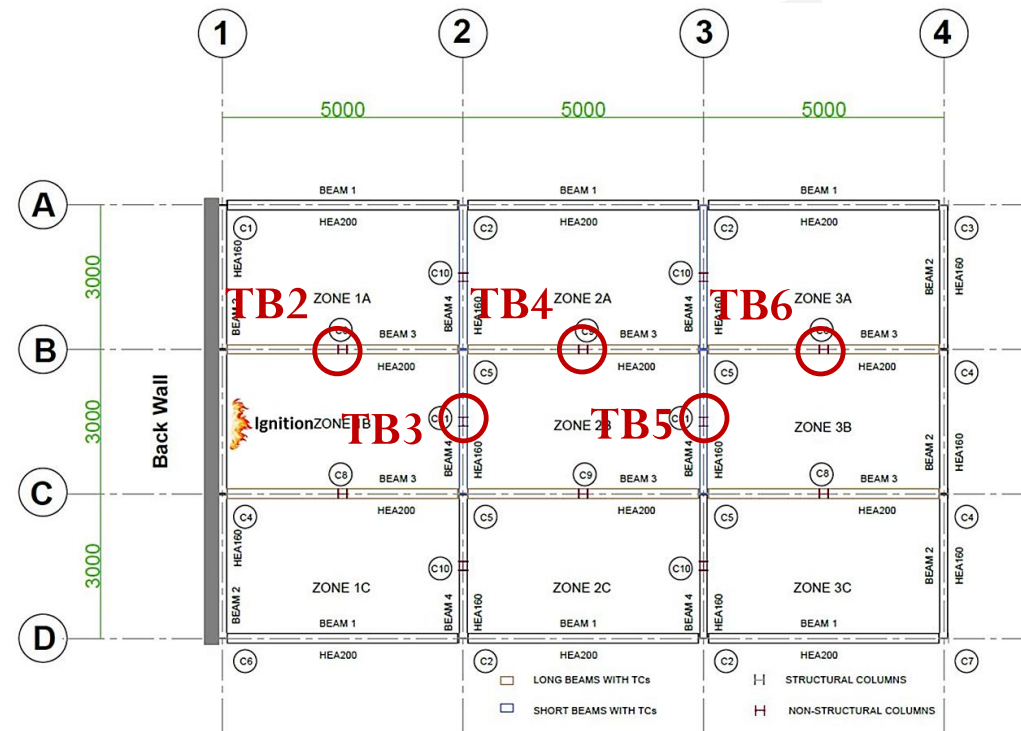 1 2 3 4
5000 5000 5000
A
BEAM 1 BEAM 1 BEAM 1
HEA200 HEA200 HEA200
C1 C2 C2 C3
HEA160 BEAM 2 HEA160
3000
C10 C10
ZONE 1A ZONE 2A ZONE 3A
BEAM 4 HEA160 BEAM 4 HEA160
TB2 TB4 TB6
BEAM 3 BEAM 3 BEAM 3
B
HEA200 HEA200 HEA200
C5 C5 C4
Back Wall
3000
Ignition ZONE TB3 TB5 ZONE 3B
BEAM 4 HEA160 BEAM 4 HEA160 BEAM 2 HEA160
C8 C9 C8
BEAM 3 BEAM 3 BEAM 3
C
HEA200 HEA200 HEA200
C4 C5 C5 C4
HEA160 BEAM 2 HEA160
3000
C10 C10
ZONE 1C ZONE 2C ZONE 3C
BEAM 2 BEAM 4 HEA160 BEAM 4 HEA160
BEAM 1 BEAM 1 BEAM 1
D
HEA200 HEA200 HEA200
C6 C2 C2 C7
LONG BEAMS WITH TCs
STRUCTURAL COLUMNS
SHORT BEAMS WITH TCs
NON-STRUCTURAL COLUMNS